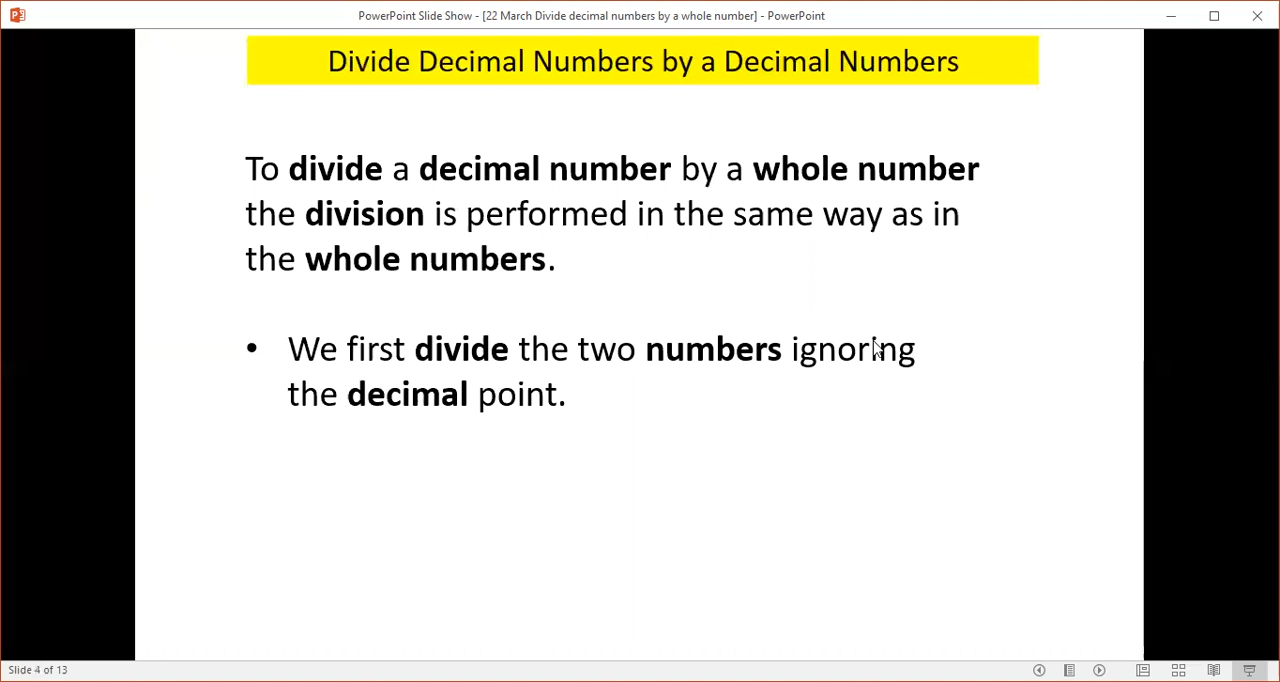 PowerPoint Slide Show - [22 March Divide decimal numbers by a whole number] - PowerPoint
Divide Decimal Numbers by a Decimal Numbers
To divide a decimal number by a whole number
the division is performed in the same way as in
the whole numbers.
• We first divide the two numbers ignoring
the decimal point.
Slide 4 of 13